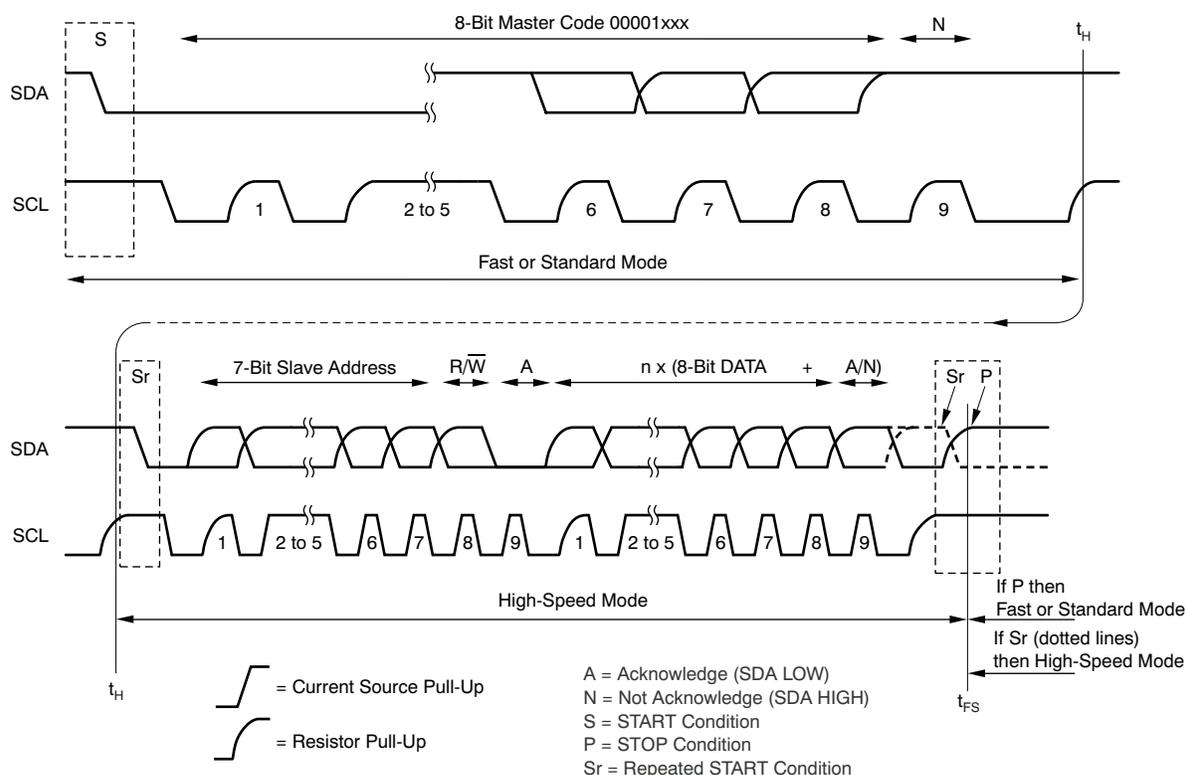 8-Bit Master Code 00001xxx
N
tH
S
SDA
SCL
1
2 to 5
6
7
8
9
Fast or Standard Mode
Sr
7-Bit Slave Address
R/W̅
A
n x (8-Bit DATA + A/N)
Sr P
SDA
SCL
1
2 to 5
6
7
8
9
1
2 to 5
6
7
8
9
High-Speed Mode
If P then
Fast or Standard Mode
If Sr (dotted lines)
then High-Speed Mode
tH
tFS
= Current Source Pull-Up
= Resistor Pull-Up
A = Acknowledge (SDA LOW)
N = Not Acknowledge (SDA HIGH)
S = START Condition
P = STOP Condition
Sr = Repeated START Condition